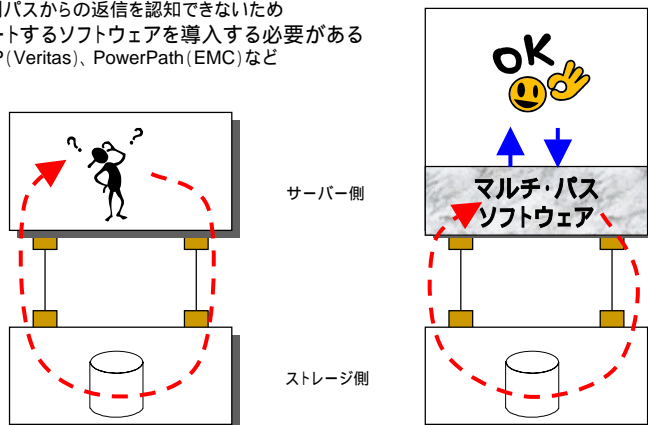 パスからの返信を認知できないため
ートするソフトウェアを導入する必要がある
(Veritas)、PowerPath(EMC)など
? ?
OK
サーバー側
マルチ・パス
ソフトウェア
ストレージ側